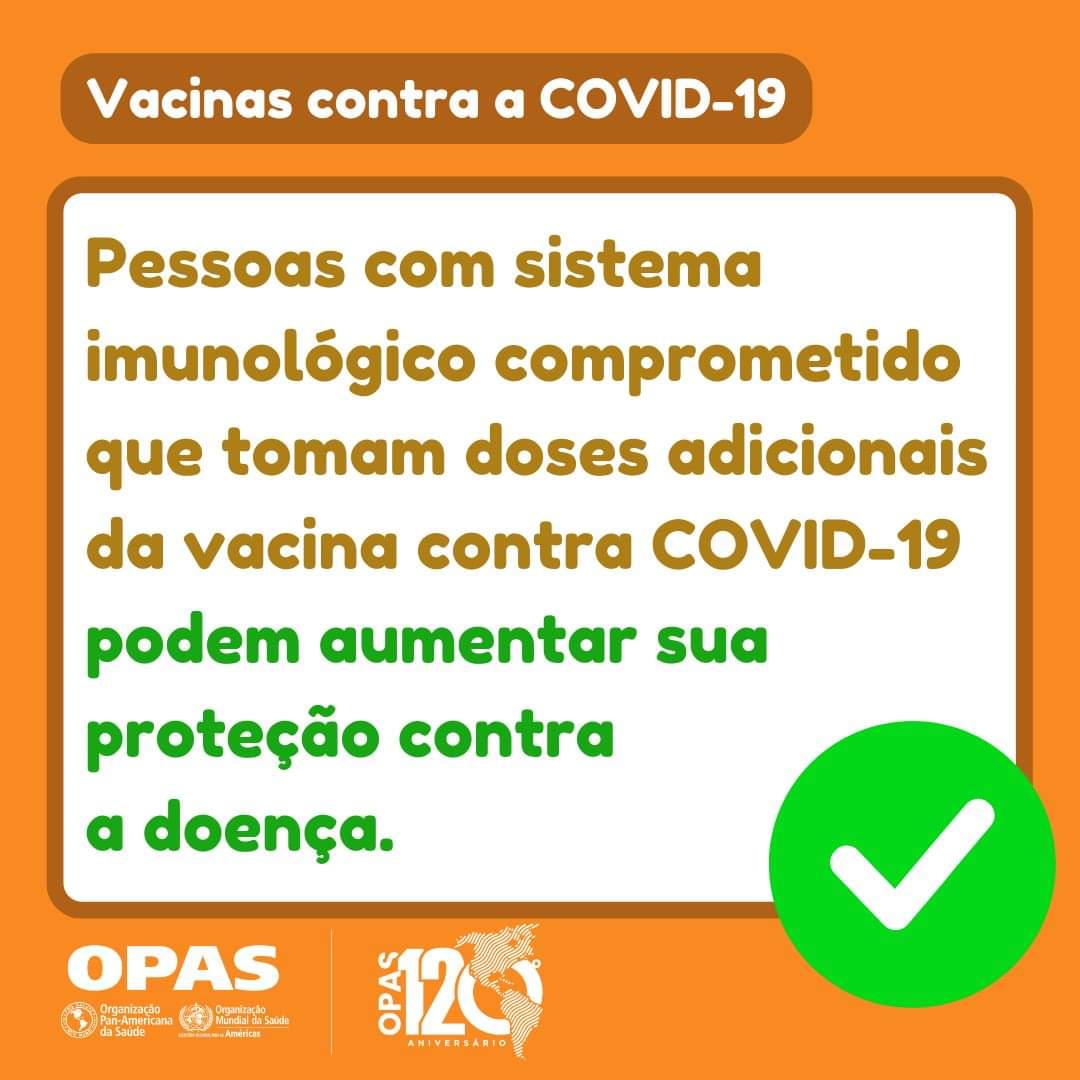 Vacinas contra a COVID-19
Pessoas com sistema
imunológico comprometido
que tomam doses adicionais
da vacina contra COVID-19
podem aumentar sua
proteção contra
a doença.
OPAS
Organização
Pan-Americana
da Saúde
Organização
Mundial da Saúde
Américas
OPAS
120º
ANIVERSÁRIO